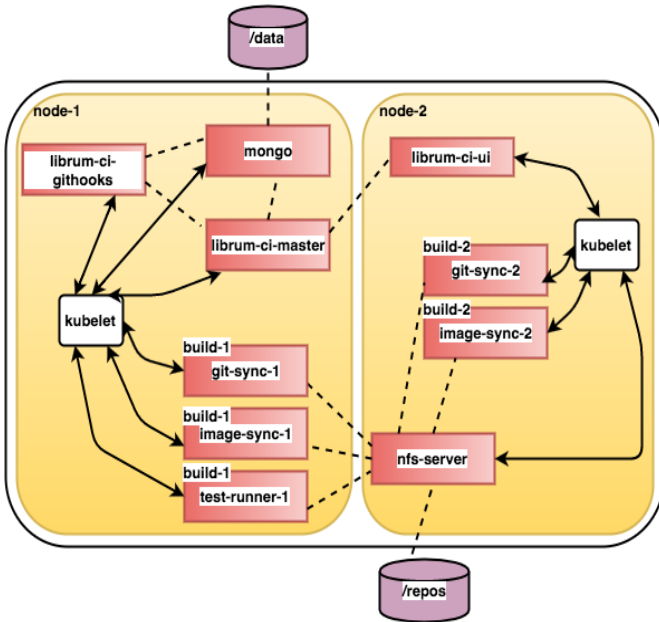 /data
node-1
node-2
librum-ci-
githooks
mongo
librum-ci-ui
librum-ci-master
kubelet
build-2
git-sync-2
build-2
image-sync-2
kubelet
build-1
git-sync-1
build-1
image-sync-1
build-1
test-runner-1
nfs-server
/repos